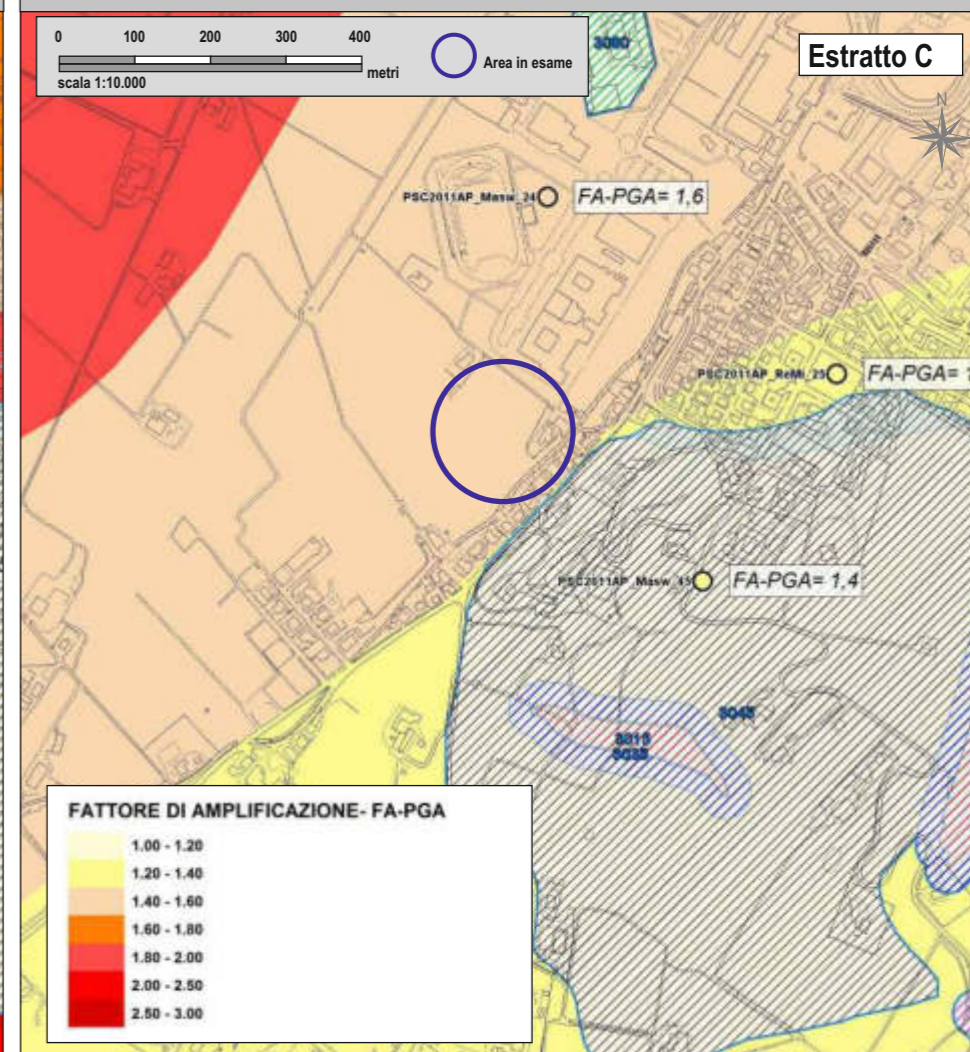 0 100 200 300 400
metri
scala 1:10.000
Area in esame
Estratto C
N
3080
PSC2011AP_Masw_24
FA-PGA= 1,6
PSC2011AP_ReMi_25
FA-PGA= 1
PSC2011AP_Masw_45
FA-PGA= 1,4
3045
3015
FATTORE DI AMPLIFICAZIONE- FA-PGA
1.00 - 1.20
1.20 - 1.40
1.40 - 1.60
1.60 - 1.80
1.80 - 2.00
2.00 - 2.50
2.50 - 3.00